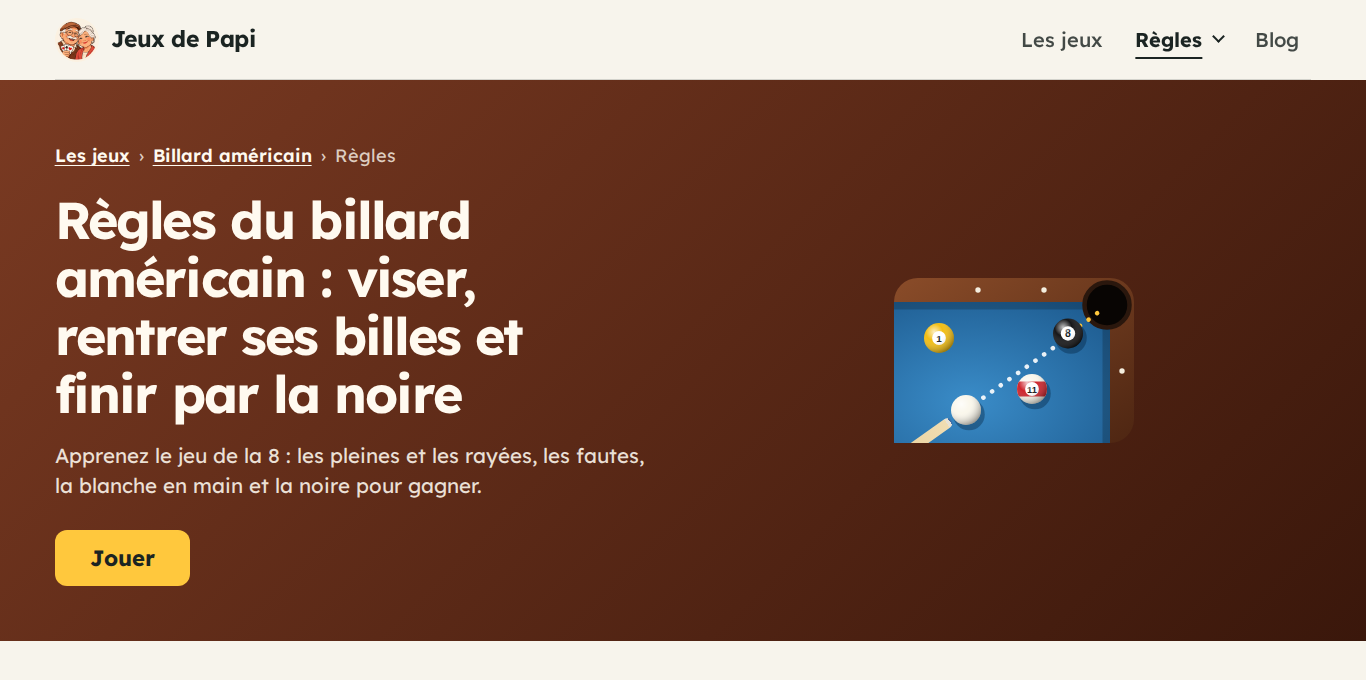 Jeux de Papi
Les jeux
Règles
Blog
Les jeux › Billard américain › Règles
Règles du billard
américain : viser,
rentrer ses billes et
finir par la noire
Apprenez le jeu de la 8 : les pleines et les rayées, les fautes,
la blanche en main et la noire pour gagner.
Jouer
1
8
11